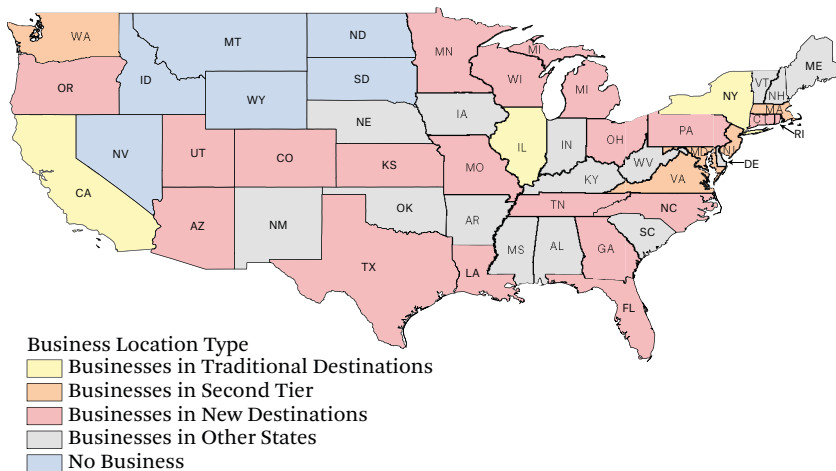 WA
MT
ND
MN
MI
ME
VT
NH
OR
ID
SD
WI
MI
NY
MA
WY
IA
C
RI
NE
PA
NV
UT
CO
IL
IN
OH
MD
NJ
DE
CA
KS
MO
WV
KY
VA
AZ
NM
OK
AR
TN
NC
TX
LA
MS
AL
GA
SC
FL
Business Location Type
Businesses in Traditional Destinations
Businesses in Second Tier
Businesses in New Destinations
Businesses in Other States
No Business